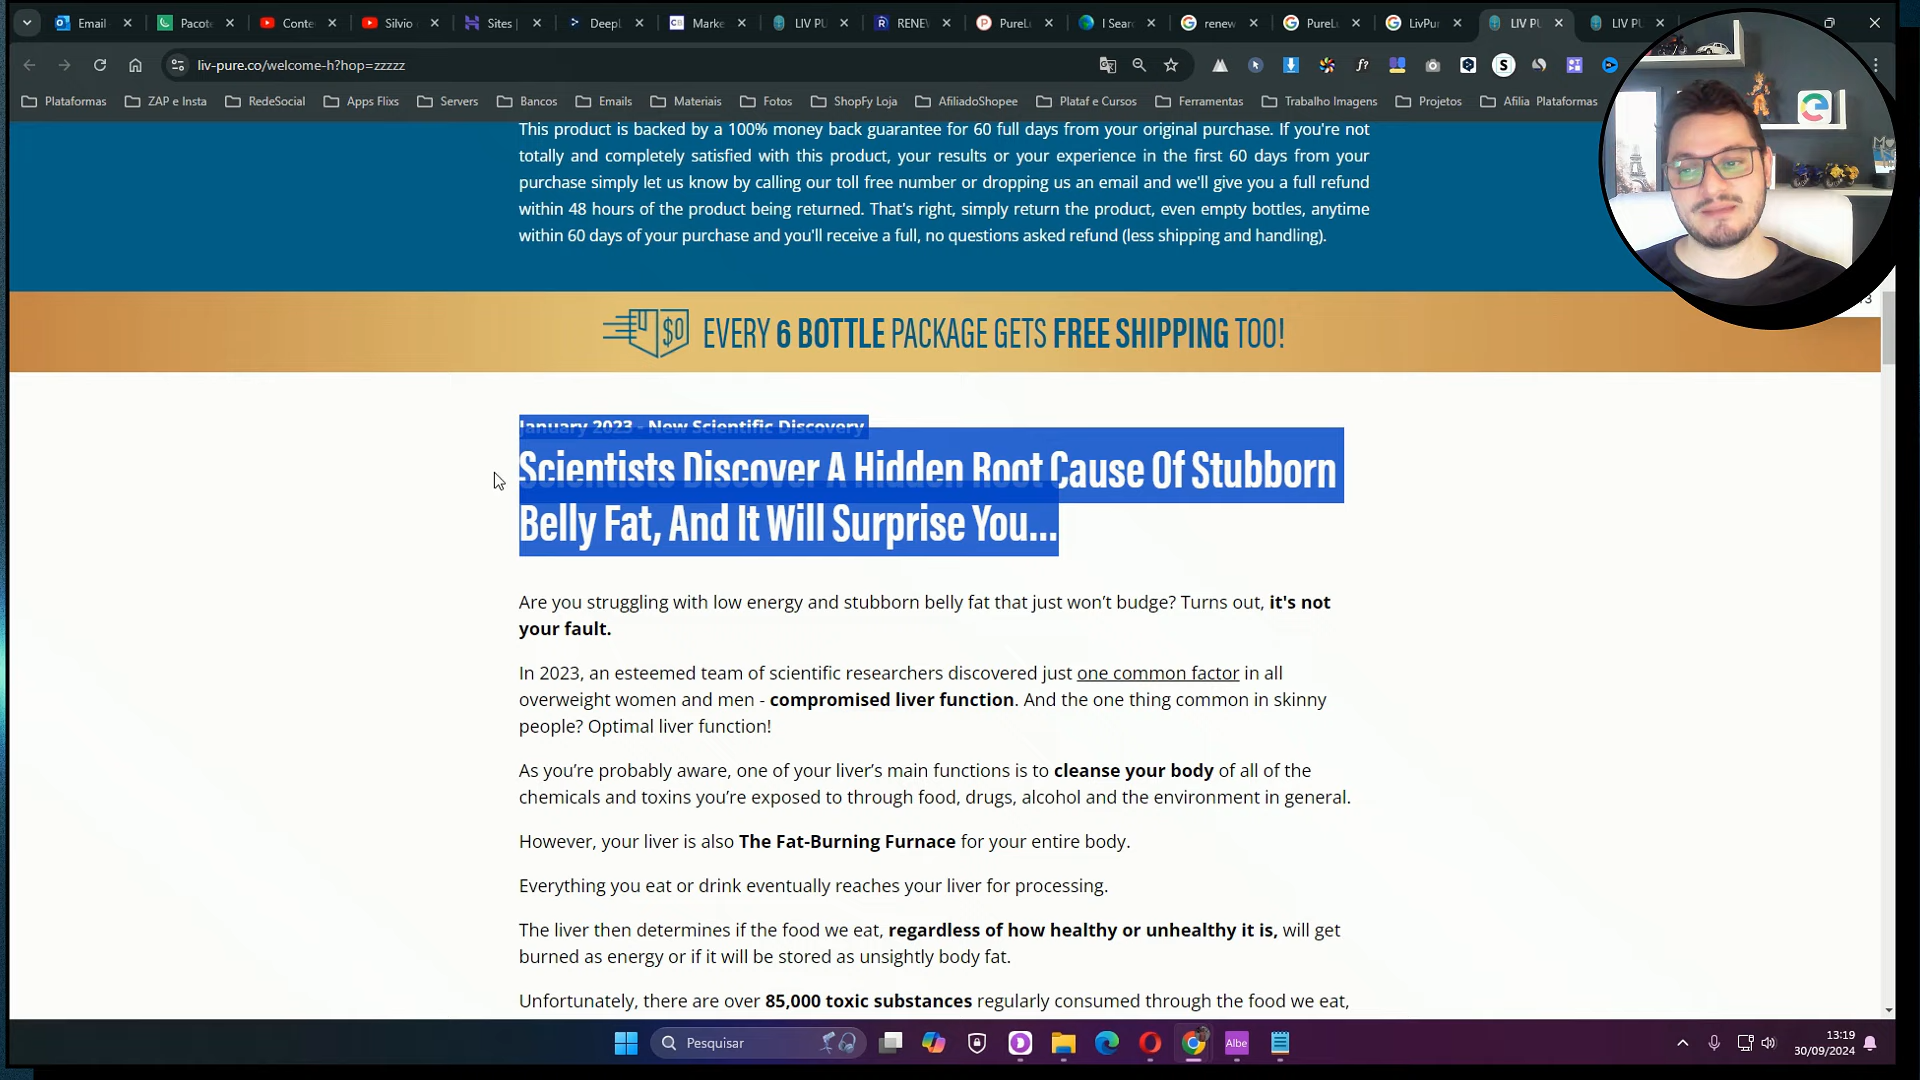 Email
Pacote
Conte
Silvio
Sites |
DeepL
Marke
LIV PU
RENEW
PureLu
I Sear
renew
PureLu
LivPur
LIV PU
LIV PU
liv-pure.co/welcome-h?hop=zzzzz
Plataformas
ZAP e Insta
RedeSocial
Apps Flixs
Servers
Bancos
Emails
Materiais
Fotos
ShopFy Loja
AfiliadoShopee
Plataf e Cursos
Ferramentas
Trabalho Imagens
Projetos
Afilia Plataformas
This product is backed by a 100% money back guarantee for 60 full days from your original purchase. If you're not
totally and completely satisfied with this product, your results or your experience in the first 60 days from your
purchase simply let us know by calling our toll free number or dropping us an email and we'll give you a full refund
within 48 hours of the product being returned. That's right, simply return the product, even empty bottles, anytime
within 60 days of your purchase and you'll receive a full, no questions asked refund (less shipping and handling).
$0 EVERY 6 BOTTLE PACKAGE GETS FREE SHIPPING TOO!
January 2023 - New Scientific Discovery
Scientists Discover A Hidden Root Cause Of Stubborn
Belly Fat, And It Will Surprise You...
Are you struggling with low energy and stubborn belly fat that just won’t budge? Turns out, it's not
your fault.
In 2023, an esteemed team of scientific researchers discovered just one common factor in all
overweight women and men - compromised liver function. And the one thing common in skinny
people? Optimal liver function!
As you’re probably aware, one of your liver’s main functions is to cleanse your body of all of the
chemicals and toxins you’re exposed to through food, drugs, alcohol and the environment in general.
However, your liver is also The Fat-Burning Furnace for your entire body.
Everything you eat or drink eventually reaches your liver for processing.
The liver then determines if the food we eat, regardless of how healthy or unhealthy it is, will get
burned as energy or if it will be stored as unsightly body fat.
Unfortunately, there are over 85,000 toxic substances regularly consumed through the food we eat,
Pesquisar
Albe
13:19
30/09/2024